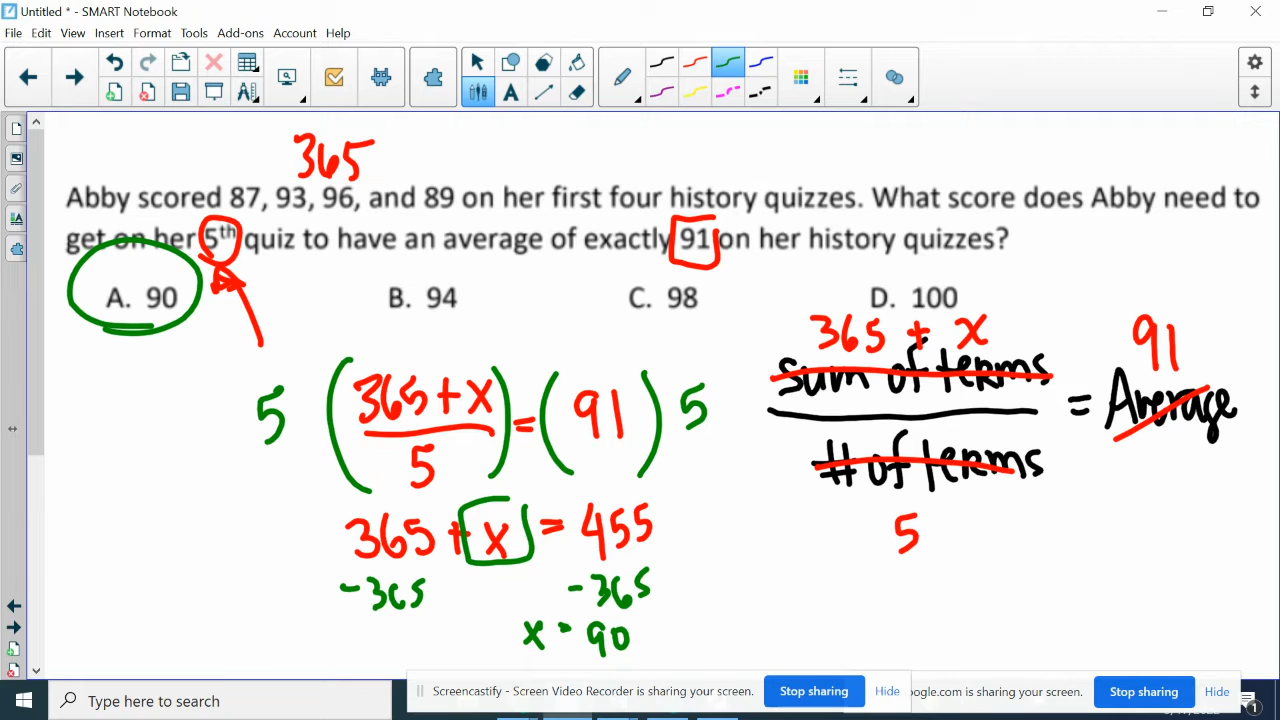 Untitled * - SMART Notebook
File Edit View Insert Format Tools Add-ons Account Help
365
Abby scored 87, 93, 96, and 89 on her first four history quizzes. What score does Abby need to
get on her 5th quiz to have an average of exactly 91 on her history quizzes?
A. 90 B. 94 C. 98 D. 100
365 + x
sum of terms
# of terms
= Average
91
5
5 (365 + x / 5) = (91) 5
365 + x = 455
-365 -365
x = 90
Screencastify - Screen Video Recorder is sharing your screen. Stop sharing Hide
oogle.com is sharing your screen. Stop sharing Hide
Type here to search
1